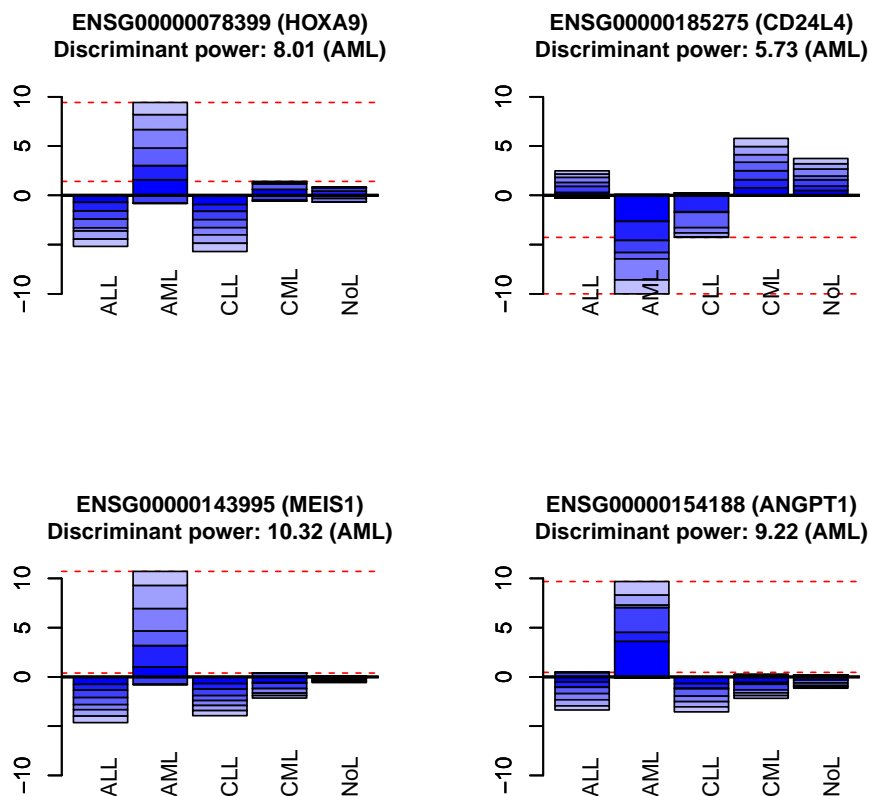 ENSG00000078399 (HOXA9)
Discriminant power: 8.01 (AML)
10
5
0
−10
ALL
AML
CLL
CML
NoL
ENSG00000185275 (CD24L4)
Discriminant power: 5.73 (AML)
10
5
0
−10
ALL
AML
CLL
CML
NoL
ENSG00000143995 (MEIS1)
Discriminant power: 10.32 (AML)
10
5
0
−10
ALL
AML
CLL
CML
NoL
ENSG00000154188 (ANGPT1)
Discriminant power: 9.22 (AML)
10
5
0
−10
ALL
AML
CLL
CML
NoL